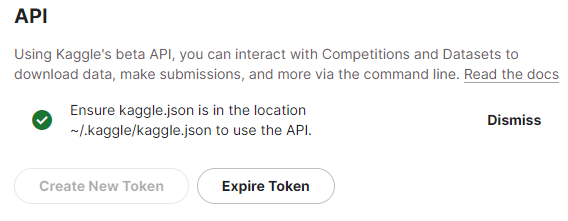 API
Using Kaggle's beta API, you can interact with Competitions and Datasets to
download data, make submissions, and more via the command line. Read the docs
Ensure kaggle.json is in the location
~/.kaggle/kaggle.json to use the API.
Dismiss
Create New Token
Expire Token